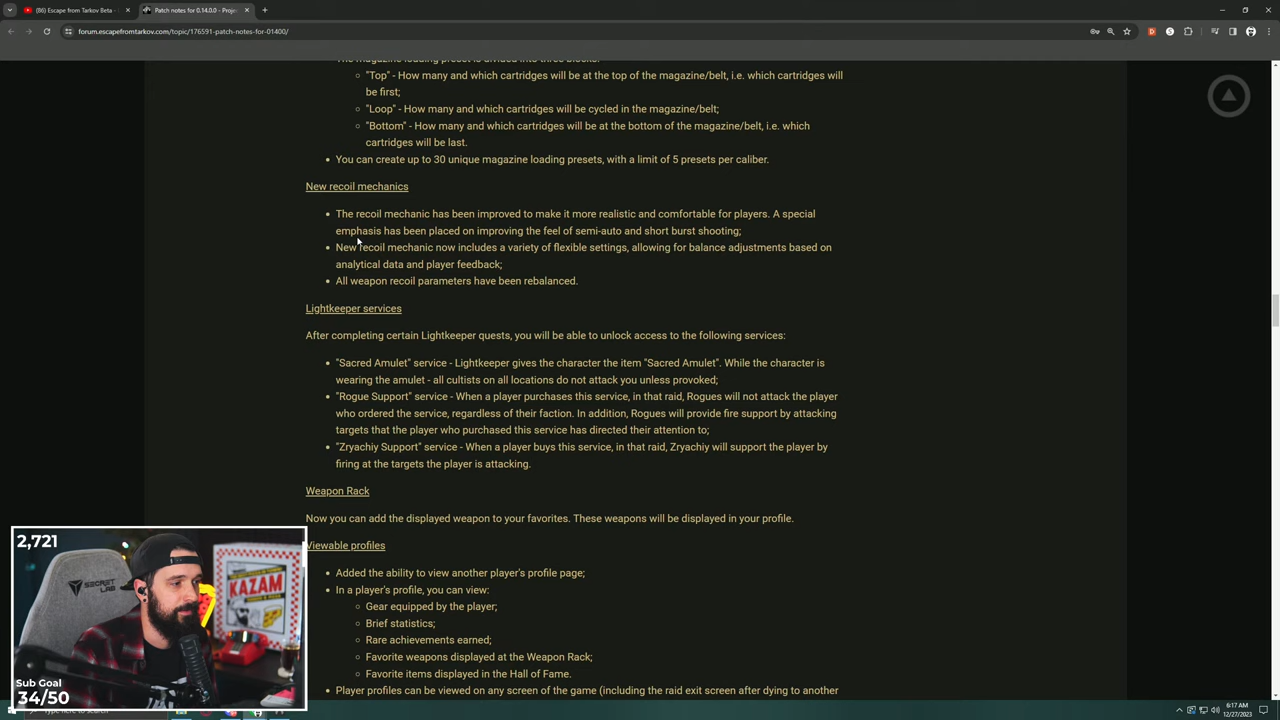 (86) Escape from Tarkov Beta -
Patch notes for 0.14.0.0 - Proje
forum.escapefromtarkov.com/topic/176591-patch-notes-for-01400/
The magazine loading preset is divided into three blocks:
"Top" - How many and which cartridges will be at the top of the magazine/belt, i.e. which cartridges will
be first;
"Loop" - How many and which cartridges will be cycled in the magazine/belt;
"Bottom" - How many and which cartridges will be at the bottom of the magazine/belt, i.e. which
cartridges will be last.
You can create up to 30 unique magazine loading presets, with a limit of 5 presets per caliber.
New recoil mechanics
The recoil mechanic has been improved to make it more realistic and comfortable for players. A special
emphasis has been placed on improving the feel of semi-auto and short burst shooting;
New recoil mechanic now includes a variety of flexible settings, allowing for balance adjustments based on
analytical data and player feedback;
All weapon recoil parameters have been rebalanced.
Lightkeeper services
After completing certain Lightkeeper quests, you will be able to unlock access to the following services:
"Sacred Amulet" service - Lightkeeper gives the character the item "Sacred Amulet". While the character is
wearing the amulet - all cultists on all locations do not attack you unless provoked;
"Rogue Support" service - When a player purchases this service, in that raid, Rogues will not attack the player
who ordered the service, regardless of their faction. In addition, Rogues will provide fire support by attacking
targets that the player who purchased this service has directed their attention to;
"Zryachiy Support" service - When a player buys this service, in that raid, Zryachiy will support the player by
firing at the targets the player is attacking.
Weapon Rack
Now you can add the displayed weapon to your favorites. These weapons will be displayed in your profile.
Viewable profiles
Added the ability to view another player's profile page;
In a player's profile, you can view:
Gear equipped by the player;
Brief statistics;
Rare achievements earned;
Favorite weapons displayed at the Weapon Rack;
Favorite items displayed in the Hall of Fame.
Player profiles can be viewed on any screen of the game (including the raid exit screen after dying to another
2,721
SECRET
LAB
KAZAM
Sub Goal
34/50
Type here to search
6:17 AM
12/27/2023